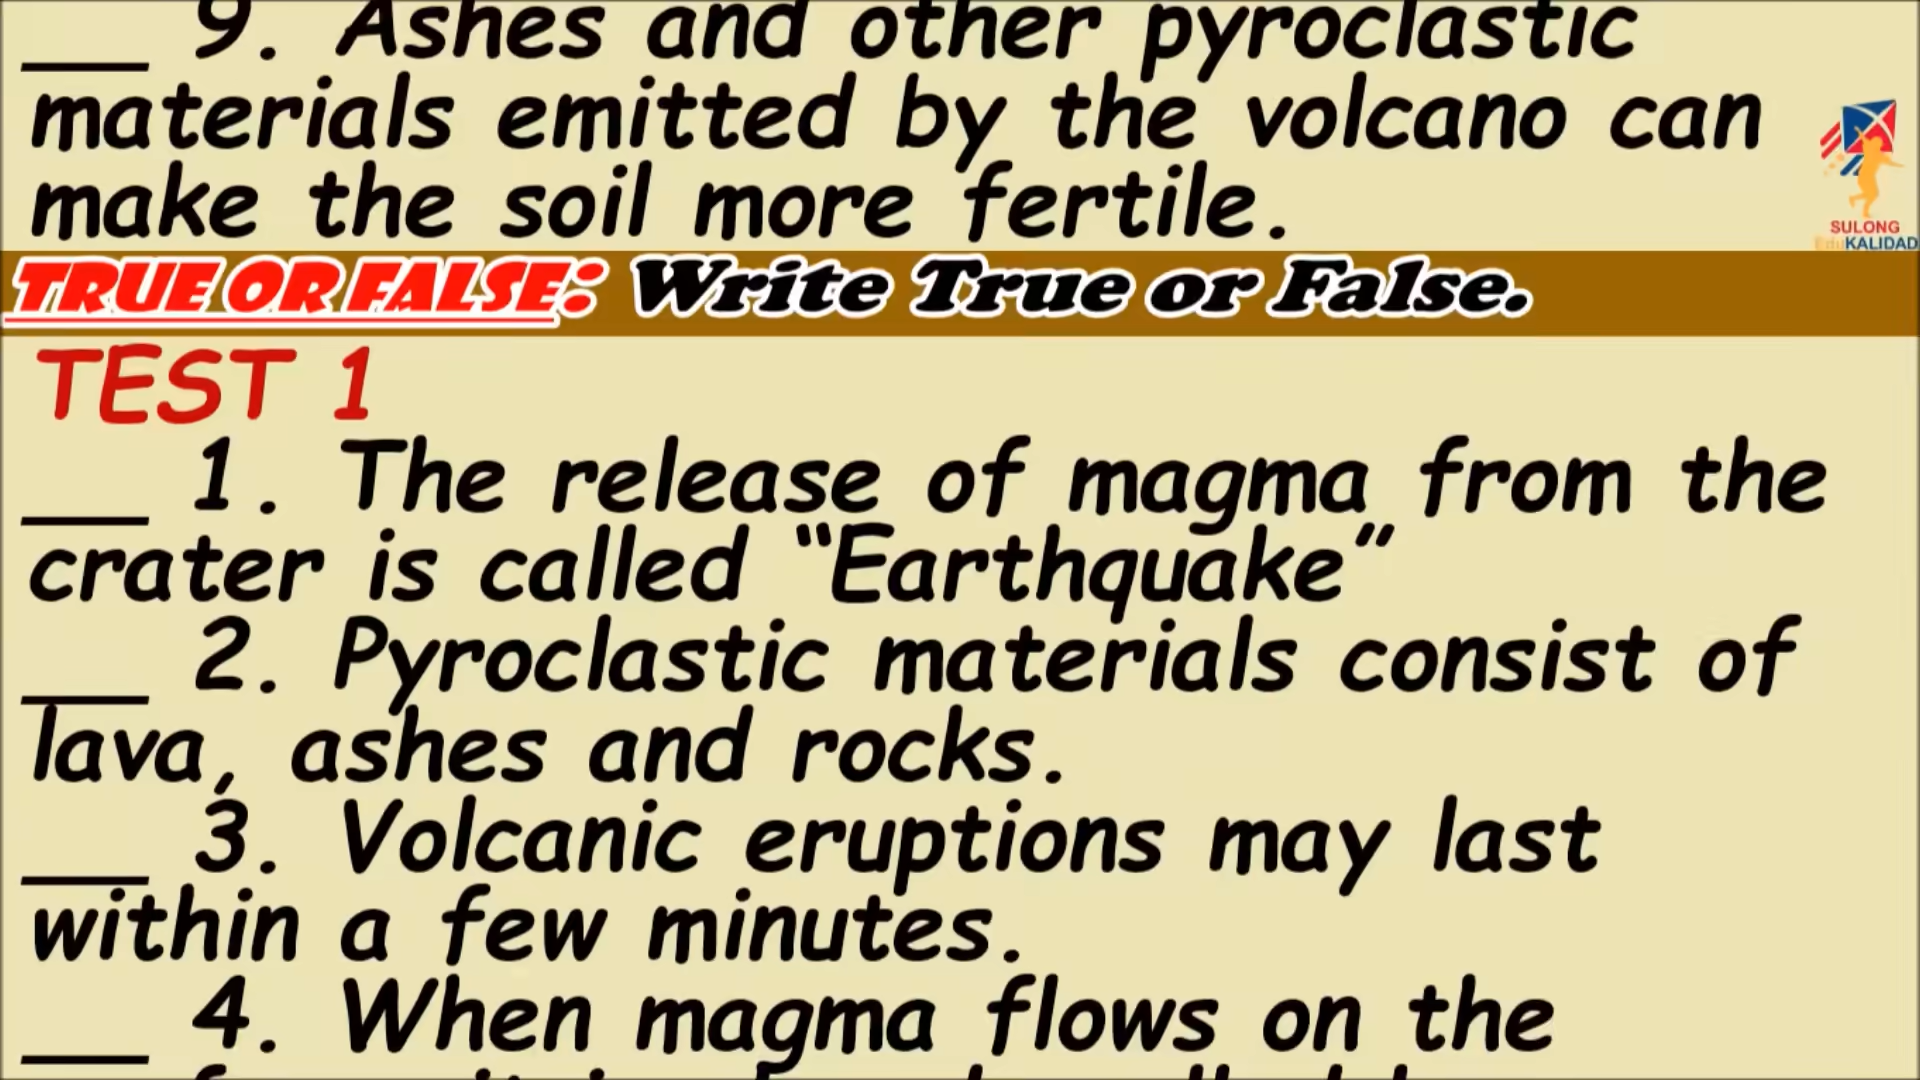 __ 9. Ashes and other pyroclastic
materials emitted by the volcano can
make the soil more fertile.
SULONG
EduKALIDAD
TRUE OR FALSE: Write True or False.
TEST 1
__ 1. The release of magma from the
crater is called “Earthquake”
__ 2. Pyroclastic materials consist of
lava, ashes and rocks.
__ 3. Volcanic eruptions may last
within a few minutes.
__ 4. When magma flows on the